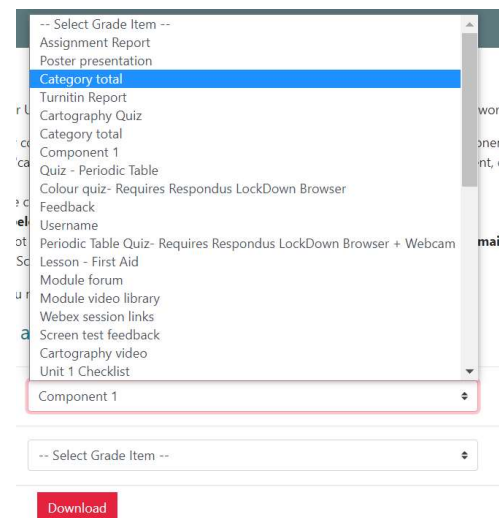 -- Select Grade Item --
Assignment Report
Poster presentation
Category total
Turnitin Report
Cartography Quiz
Category total
Component 1
Quiz - Periodic Table
Colour quiz- Requires Respondus LockDown Browser
Feedback
Username
Periodic Table Quiz- Requires Respondus LockDown Browser + Webcam
Lesson - First Aid
Module forum
Module video library
Webex session links
Screen test feedback
Cartography video
Unit 1 Checklist
Component 1
-- Select Grade Item --
Download